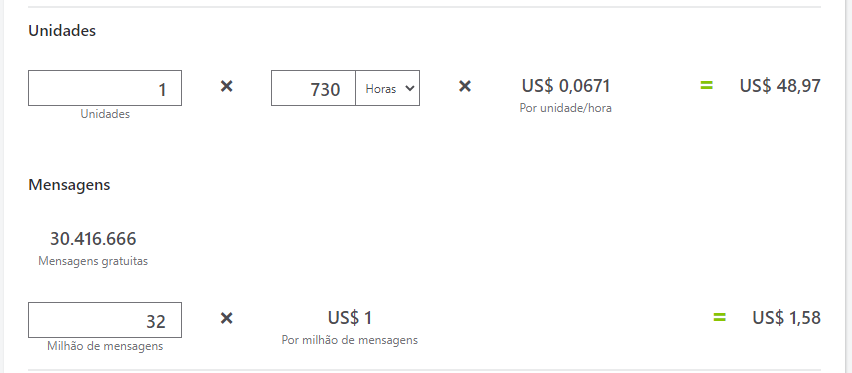 Unidades
1 × 730 Horas × US$ 0,0671 = US$ 48,97
Unidades Por unidade/hora
Mensagens
30.416.666
Mensagens gratuitas
32 × US$ 1 = US$ 1,58
Milhão de mensagens Por milhão de mensagens